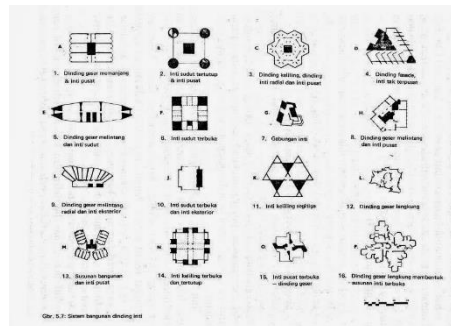 A.
B.
C.
D.
1. Dinding geser memanjang
& inti pusat
2. Inti sudut tertutup
& inti pusat
3. Dinding keliling, dinding
inti radial dan inti pusat
4. Dinding fasade,
inti tak terpusat
E.
F.
G.
H.
5. Dinding geser melintang
dan inti sudut
6. Inti sudut terbuka
7. Gabungan inti
8. Dinding geser melintang
dan inti pusat
I.
J.
K.
L.
9. Dinding geser melintang
radial dan inti eksterior
10. Inti sudut terbuka
dan inti eksterior
11. Inti keliling segitiga
12. Dinding geser lengkung
M.
N.
O.
P.
13. Susunan bangunan
dan inti pusat
14. Inti keliling terbuka
dan tertutup
15. Inti pusat terbuka
– dinding geser
16. Dinding geser lengkung membentuk
susunan inti terbuka
Gbr. 5.7: Sistem bangunan dinding inti